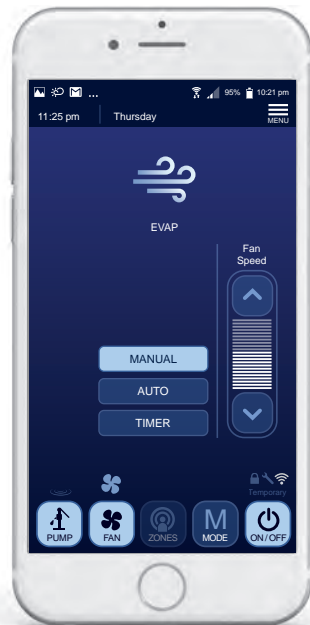 ... 95% 10:21 pm
11:25 pm Thursday MENU
EVAP
Fan
Speed
MANUAL
AUTO
TIMER
Temporary
PUMP FAN ZONES M MODE ON/OFF